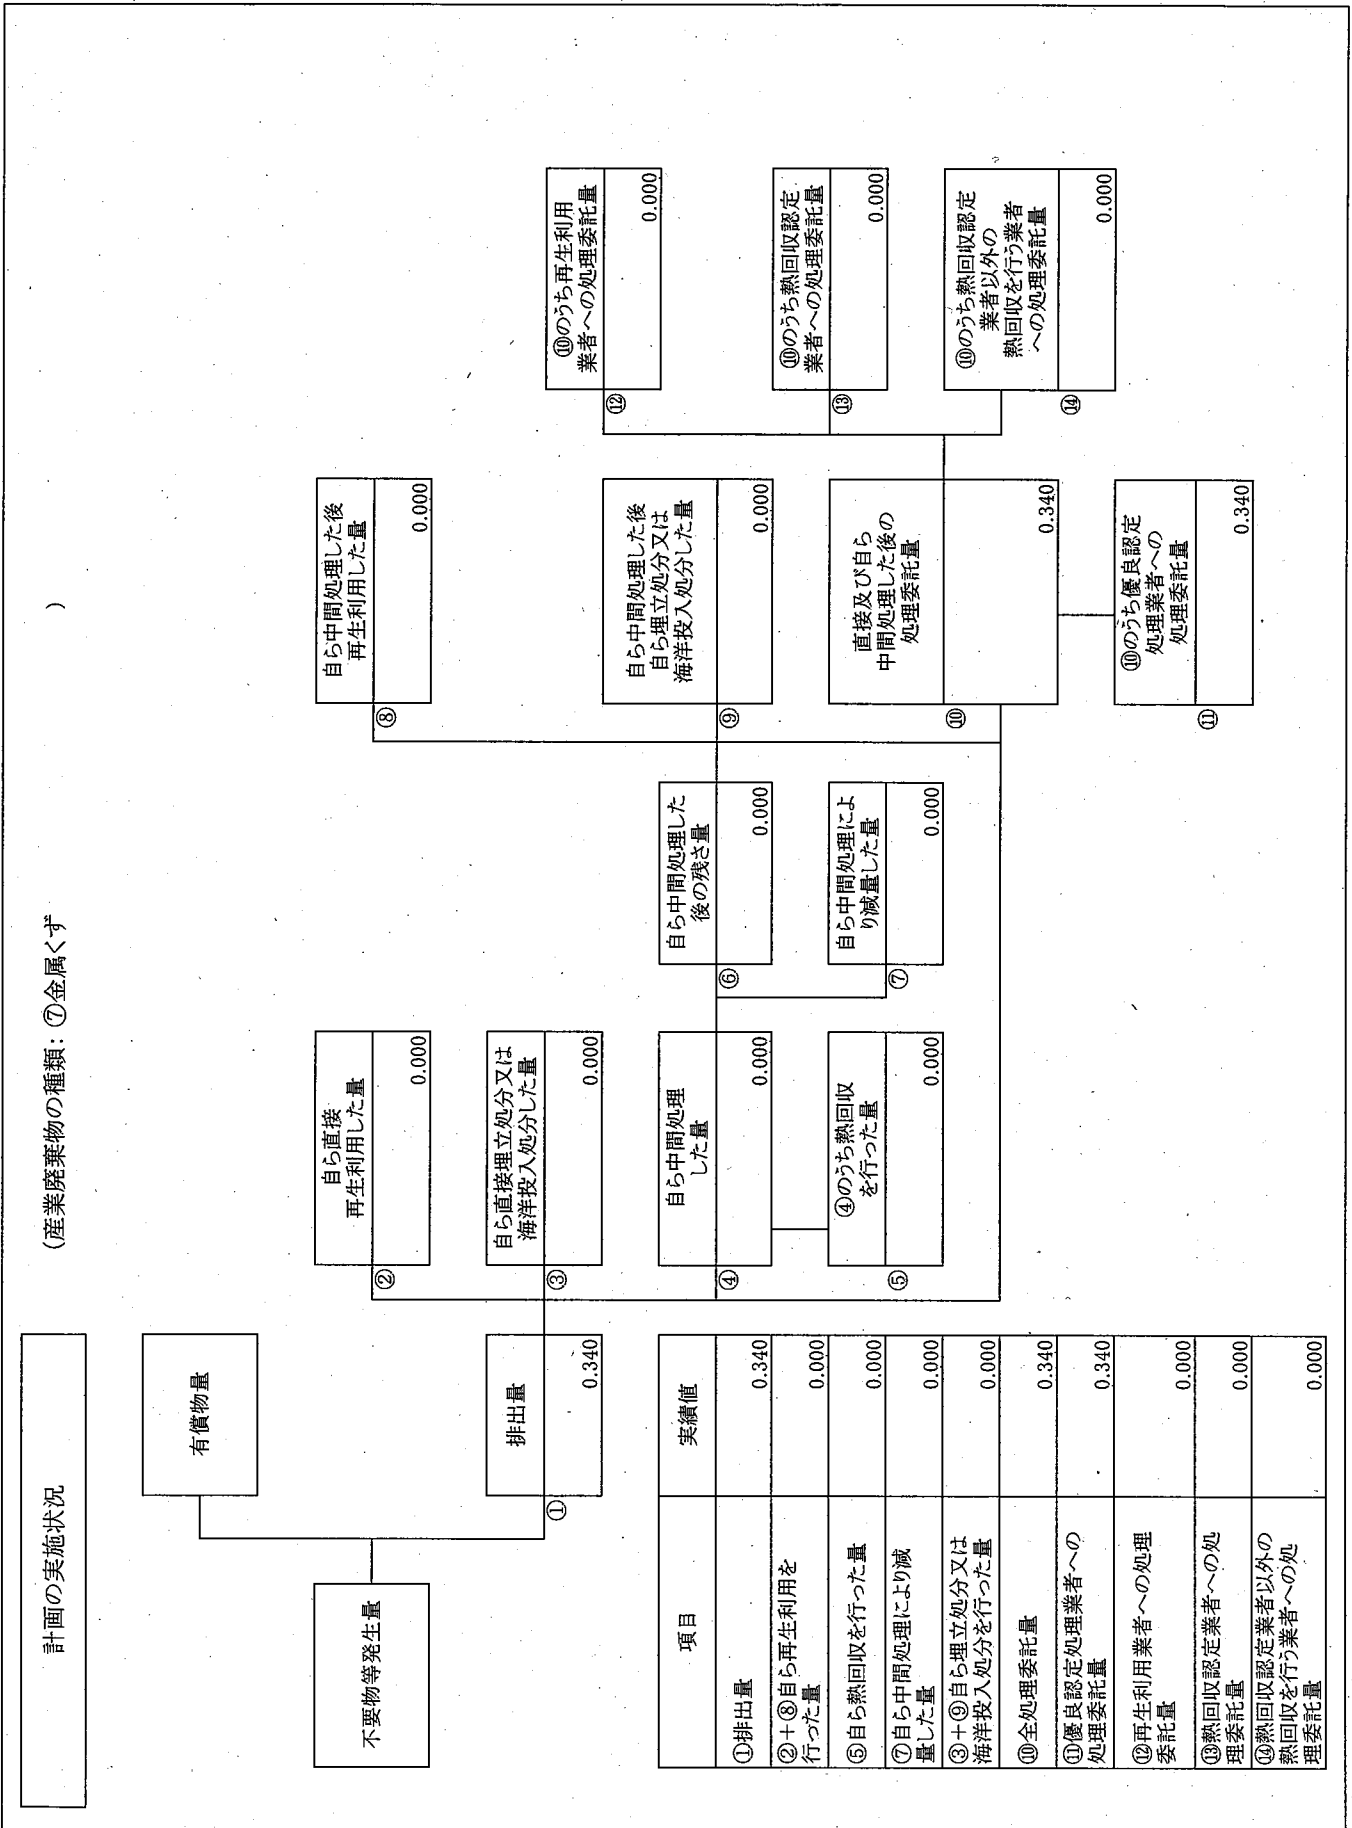 計画の実施状況
(産業廃棄物の種類：⑦金属くず
)
不要物等発生量
有償物量
排出量
①
0.340
自ら直接
再生利用した量
②
0.000
自ら直接埋立処分又は
海洋投入処分した量
③
0.000
自ら中間処理
した量
④
0.000
④のうち熱回収
を行った量
⑤
0.000
自ら中間処理した
後の残さ量
⑥
0.000
自ら中間処理によ
り減量した量
⑦
0.000
自ら中間処理した後
再生利用した量
⑧
0.000
自ら中間処理した後
自ら埋立処分又は
海洋投入処分した量
⑨
0.000
直接及び自ら
中間処理した後の
処理委託量
⑩
0.340
⑩のうち優良認定
処理業者への
処理委託量
⑪
0.340
⑩のうち再生利用
業者への処理委託量
⑫
0.000
⑩のうち熱回収認定
業者への処理委託量
⑬
0.000
⑩のうち熱回収認定
業者以外の
熱回収を行う業者
への処理委託量
⑭
0.000
項目 実績値
①排出量 0.340
②＋⑧自ら再生利用を
行った量 0.000
⑤自ら熱回収を行った量 0.000
⑦自ら中間処理により減
量した量 0.000
③＋⑨自ら埋立処分又は
海洋投入処分を行った量 0.000
⑩全処理委託量 0.340
⑪優良認定処理業者への
処理委託量 0.340
⑫再生利用業者への処理
委託量 0.000
⑬熱回収認定業者への処
理委託量 0.000
⑭熱回収認定業者以外の
熱回収を行う業者への処
理委託量 0.000